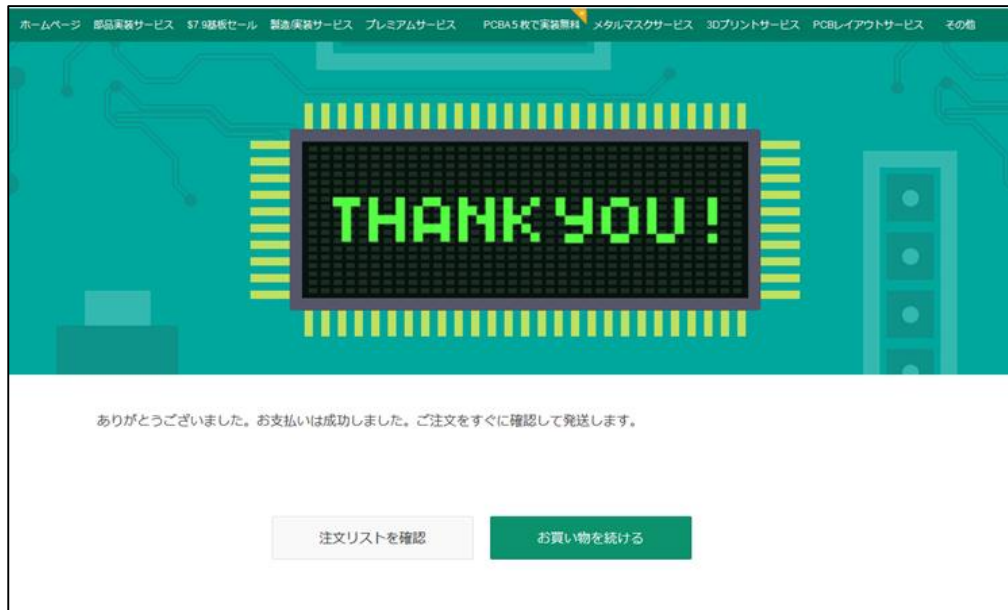 ホームページ 部品実装サービス $7.9基板セール 製造/実装サービス プレミアムサービス PCBA５枚で実装無料 メタルマスクサービス 3Dプリントサービス PCBレイアウトサービス その他
THANK YOU !
ありがとうございました。お支払いは成功しました。ご注文をすぐに確認して発送します。
注文リストを確認 お買い物を続ける